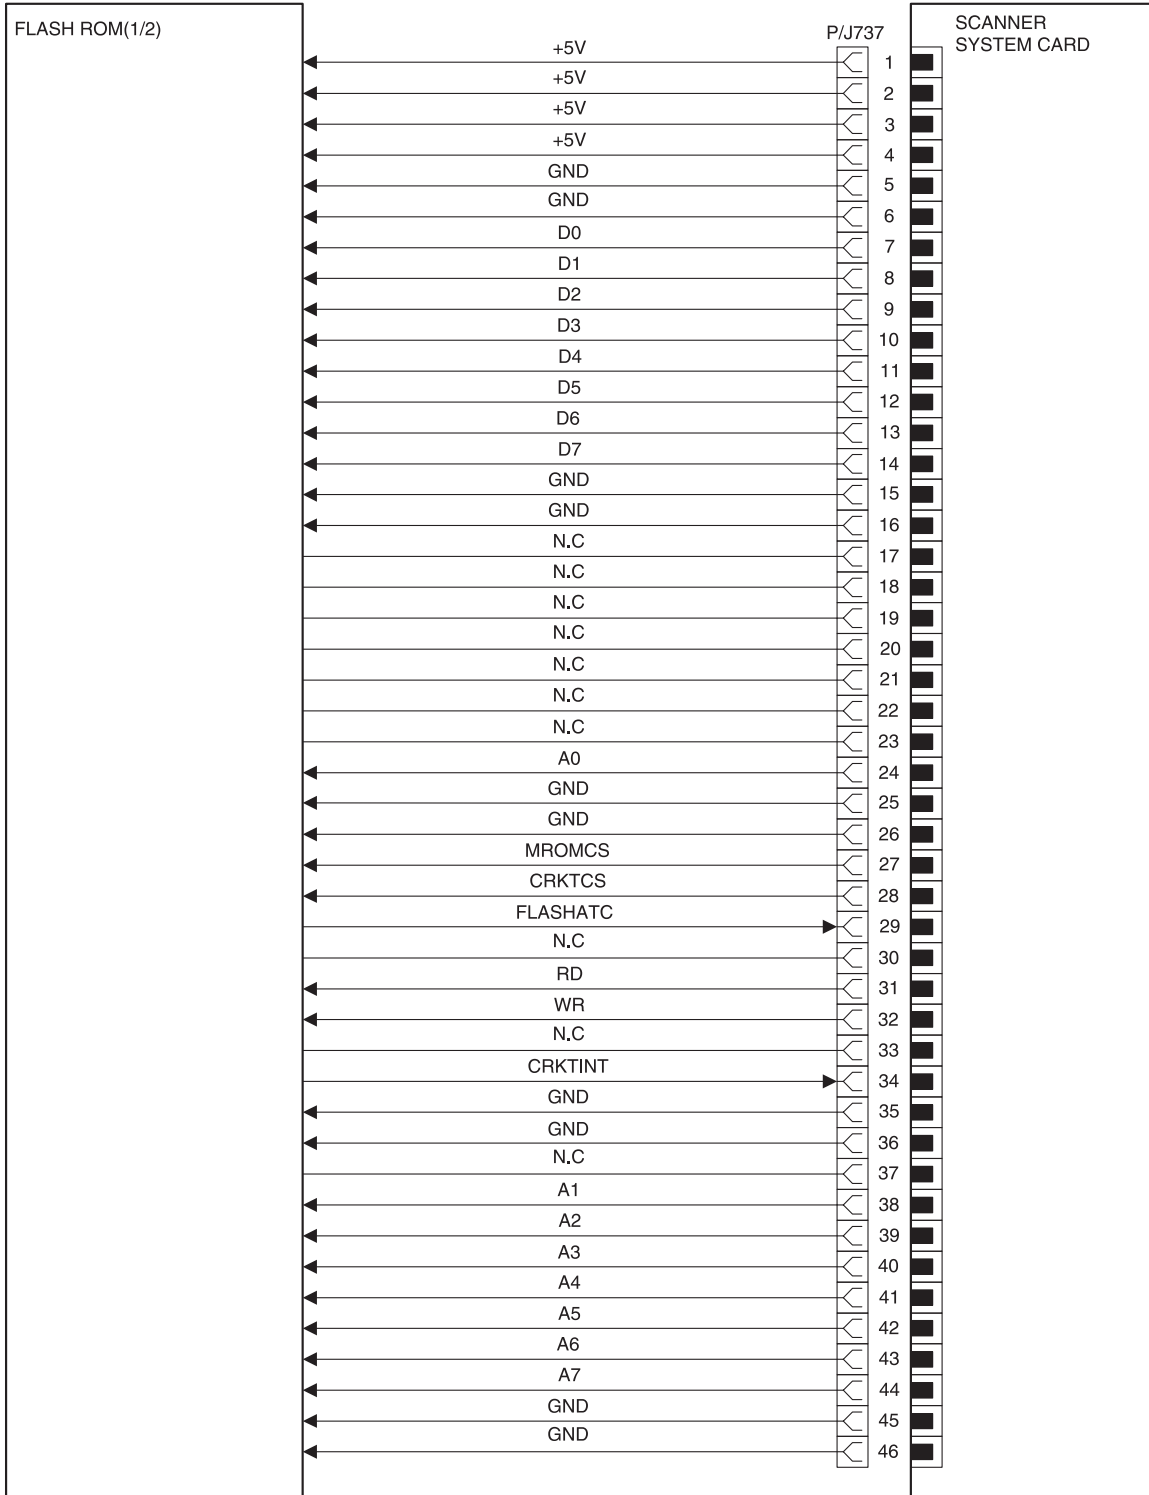 FLASH ROM(1/2)
P/J737
SCANNER
SYSTEM CARD
+5V 1
+5V 2
+5V 3
+5V 4
GND 5
GND 6
D0 7
D1 8
D2 9
D3 10
D4 11
D5 12
D6 13
D7 14
GND 15
GND 16
N.C 17
N.C 18
N.C 19
N.C 20
N.C 21
N.C 22
N.C 23
A0 24
GND 25
GND 26
MROMCS 27
CRKTCS 28
FLASHATC 29
N.C 30
RD 31
WR 32
N.C 33
CRKTINT 34
GND 35
GND 36
N.C 37
A1 38
A2 39
A3 40
A4 41
A5 42
A6 43
A7 44
GND 45
GND 46